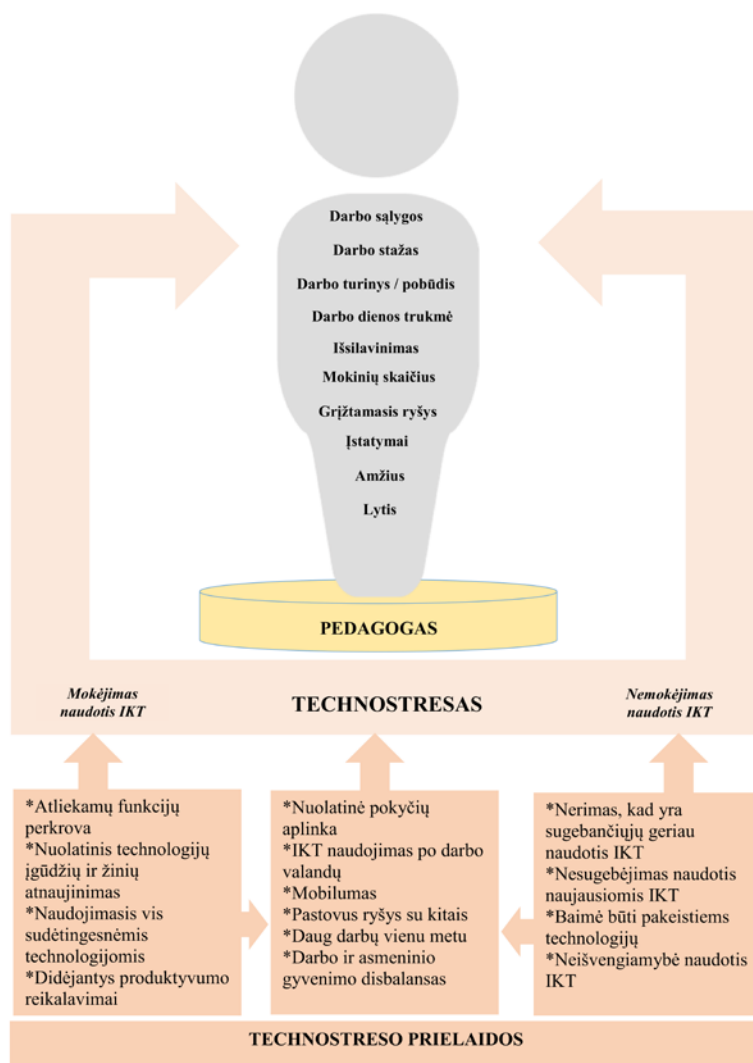 Darbo sąlygos
Darbo stažas
Darbo turinys / pobūdis
Darbo dienos trukmė
Išsilavinimas
Mokinių skaičius
Grįžtamasis ryšys
Įstatymai
Amžius
Lytis
PEDAGOGAS
Mokėjimas
naudotis IKT
TECHNOSTRESAS
Nemokėjimas
naudotis IKT
*Atliekamų funkcijų
perkrova
*Nuolatinis technologijų
įgūdžių ir žinių
atnaujinimas
*Naudojimasis vis
sudėtingesnėmis
technologijomis
*Didėjantys produktyvumo
reikalavimai
*Nuolatinė pokyčių
aplinka
*IKT naudojimas po darbo
valandų
*Mobilumas
*Pastovus ryšys su kitais
*Daug darbų vienu metu
*Darbo ir asmeninio
gyvenimo disbalansas
*Nerimas, kad yra
sugebančiųjų geriau
naudotis IKT
*Nesugebėjimas naudotis
naujausiomis IKT
*Baimė būti pakeistiems
technologijų
*Neišvengiamybė naudotis
IKT
TECHNOSTRESO PRIELAIDOS